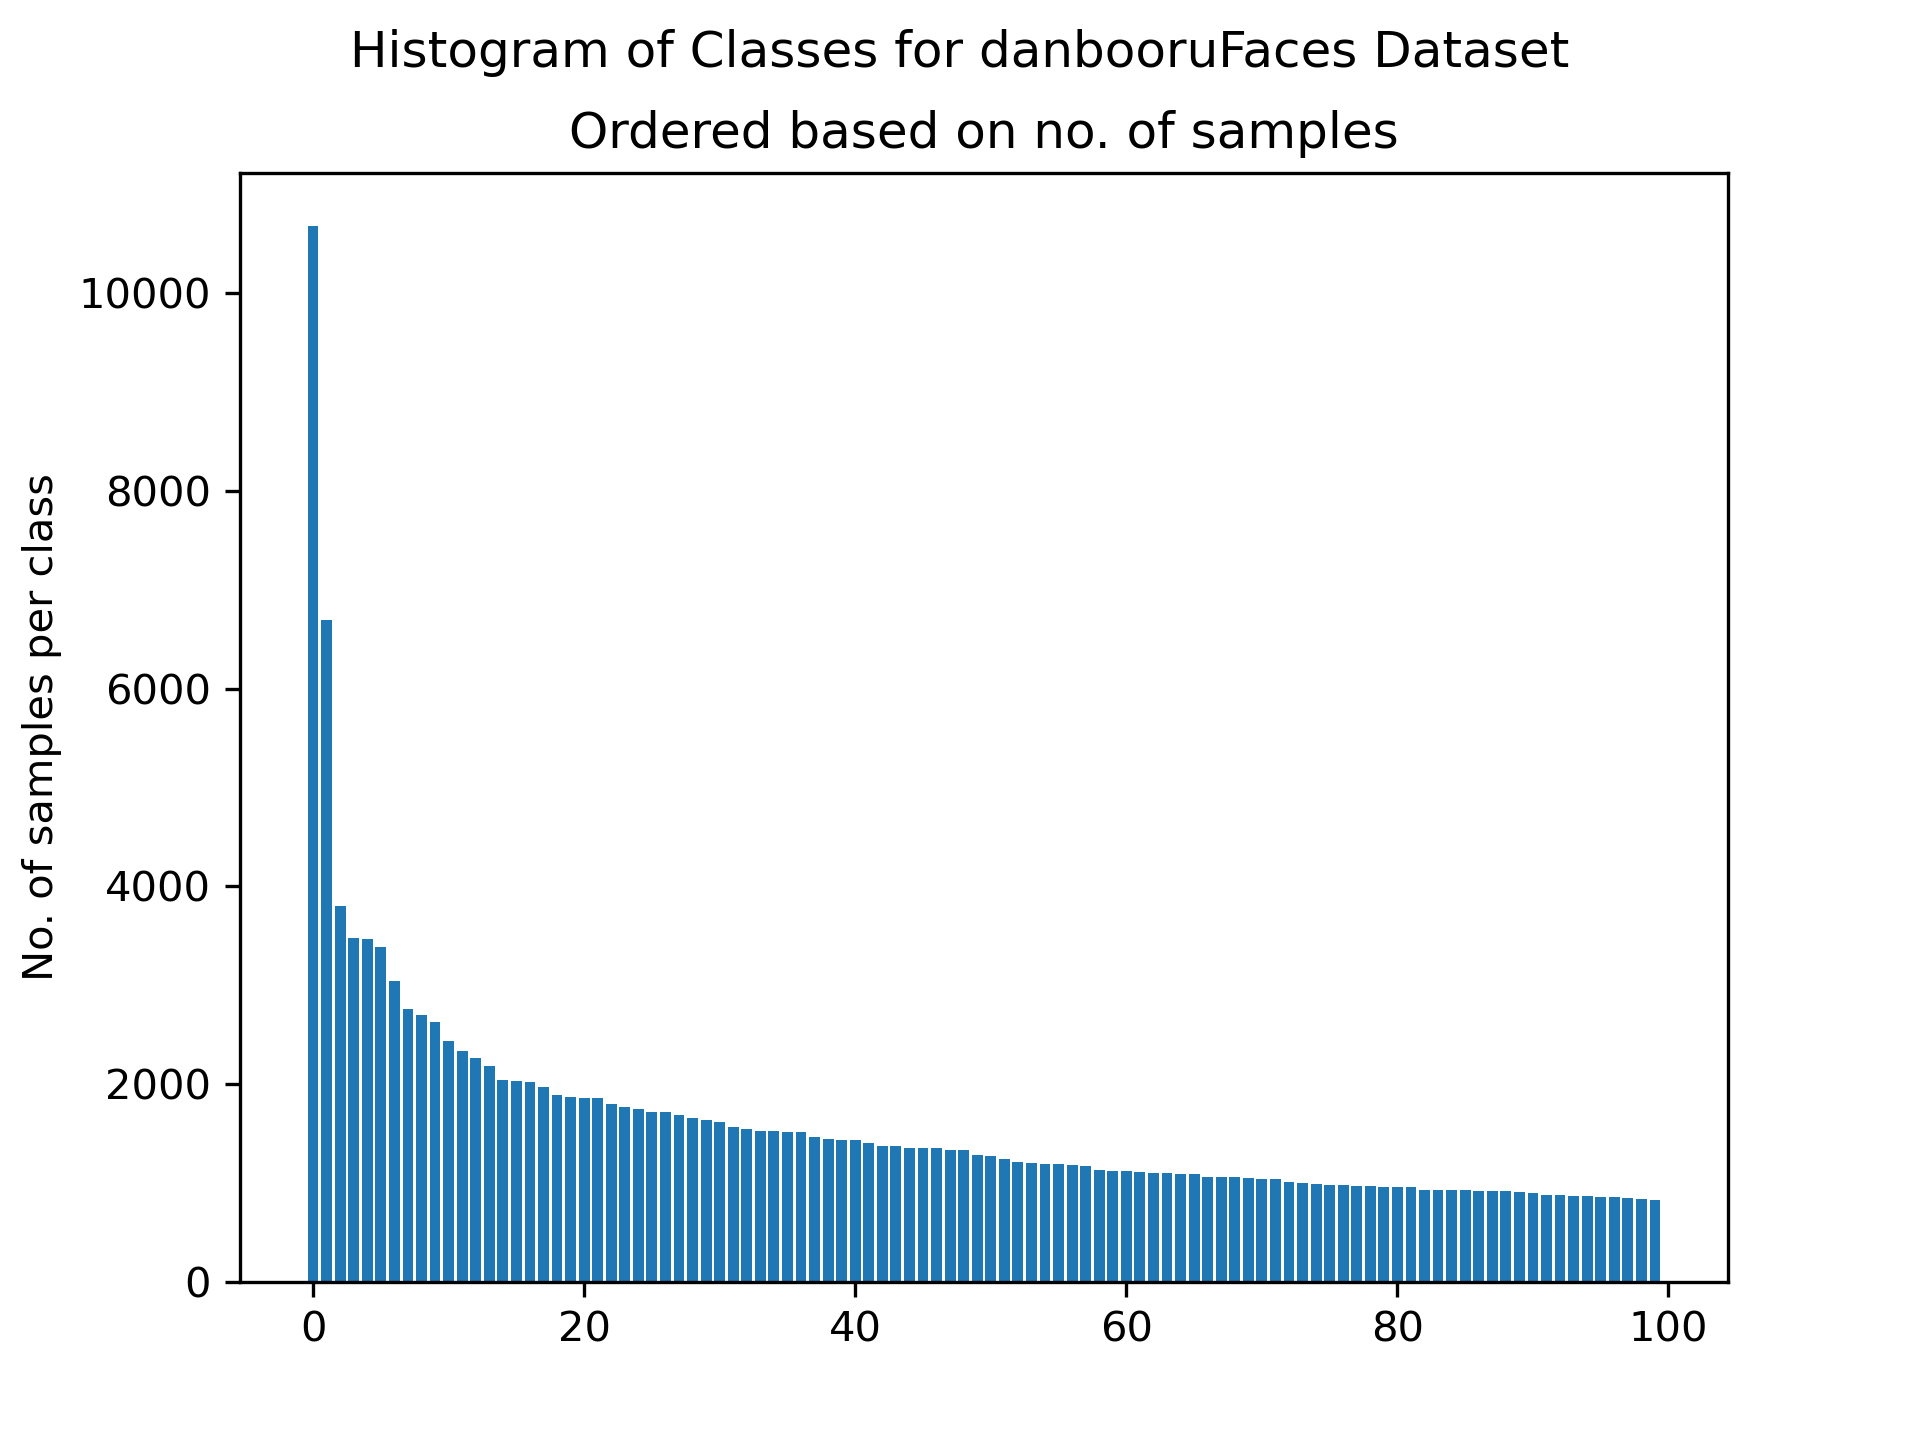 Histogram of Classes for danbooruFaces Dataset
Ordered based on no. of samples
No. of samples per class
10000
8000
6000
4000
2000
0
0 20 40 60 80 100